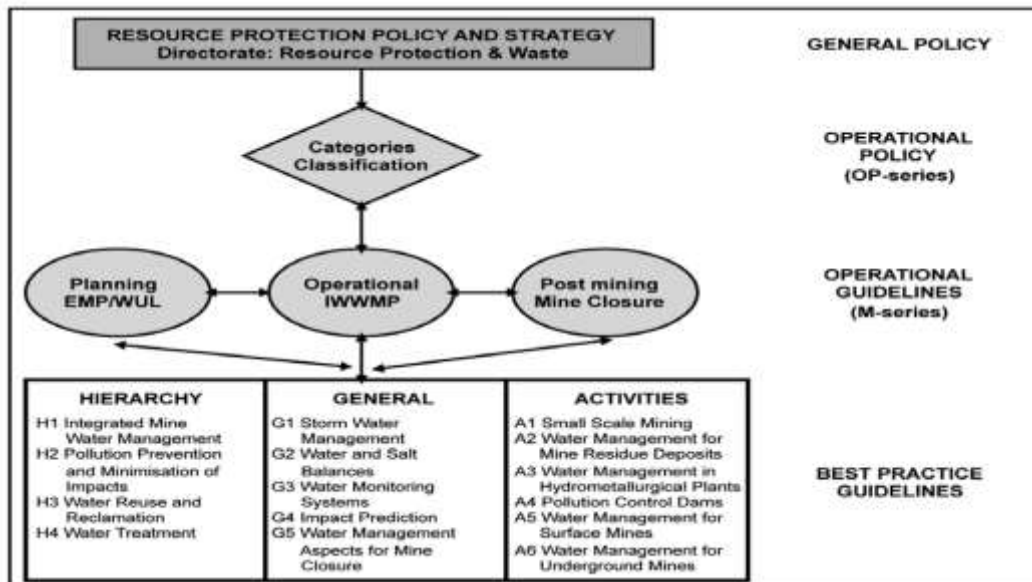 RESOURCE PROTECTION POLICY AND STRATEGY
Directorate: Resource Protection & Waste
GENERAL POLICY
Categories
Classification
OPERATIONAL
POLICY
(OP-series)
Planning
EMP/WUL
Operational
IWWMP
Post mining
Mine Closure
OPERATIONAL
GUIDELINES
(M-series)
HIERARCHY
H1 Integrated Mine
Water Management
H2 Pollution Prevention
and Minimisation of
Impacts
H3 Water Reuse and
Reclamation
H4 Water Treatment
GENERAL
G1 Storm Water
Management
G2 Water and Salt
Balances
G3 Water Monitoring
Systems
G4 Impact Prediction
G5 Water Management
Aspects for Mine
Closure
ACTIVITIES
A1 Small Scale Mining
A2 Water Management for
Mine Residue Deposits
A3 Water Management in
Hydrometallurgical Plants
A4 Pollution Control Dams
A5 Water Management for
Surface Mines
A6 Water Management for
Underground Mines
BEST PRACTICE
GUIDELINES